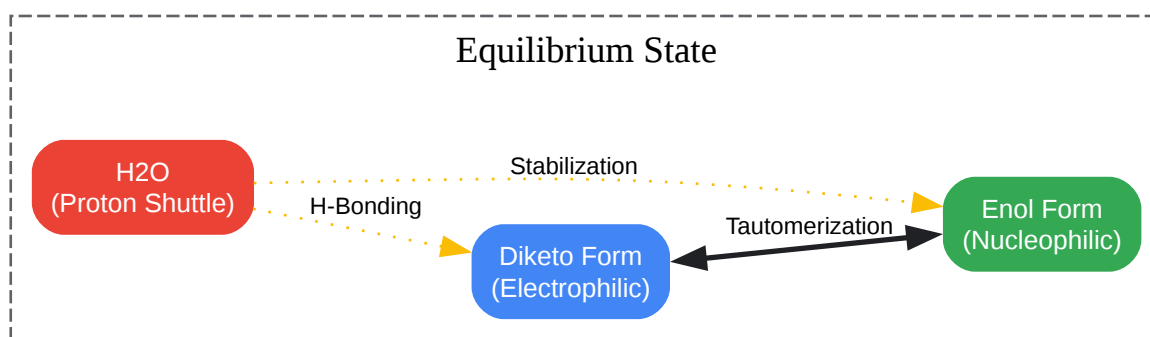 Equilibrium State
H2O
(Proton Shuttle)
Stabilization
H-Bonding
Diketo Form
(Electrophilic)
Tautomerization
Enol Form
(Nucleophilic)